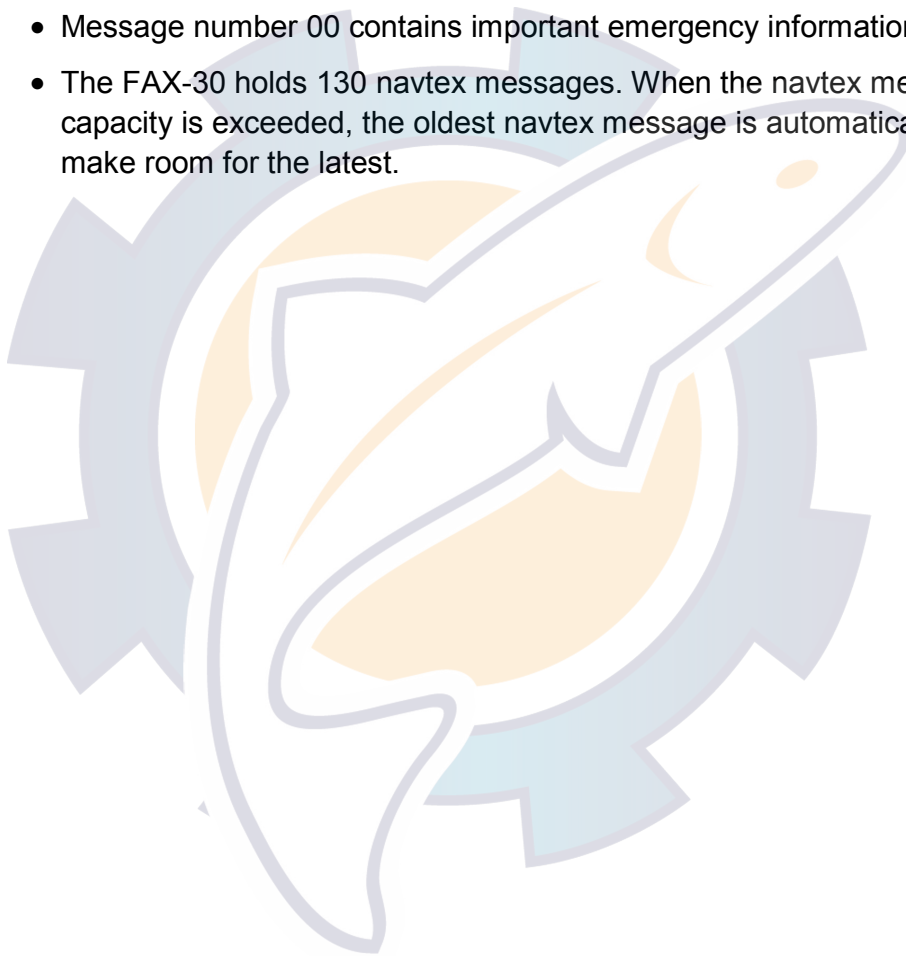 • Message number 00 contains important emergency information
• The FAX-30 holds 130 navtex messages. When the navtex me
capacity is exceeded, the oldest navtex message is automatica
make room for the latest.